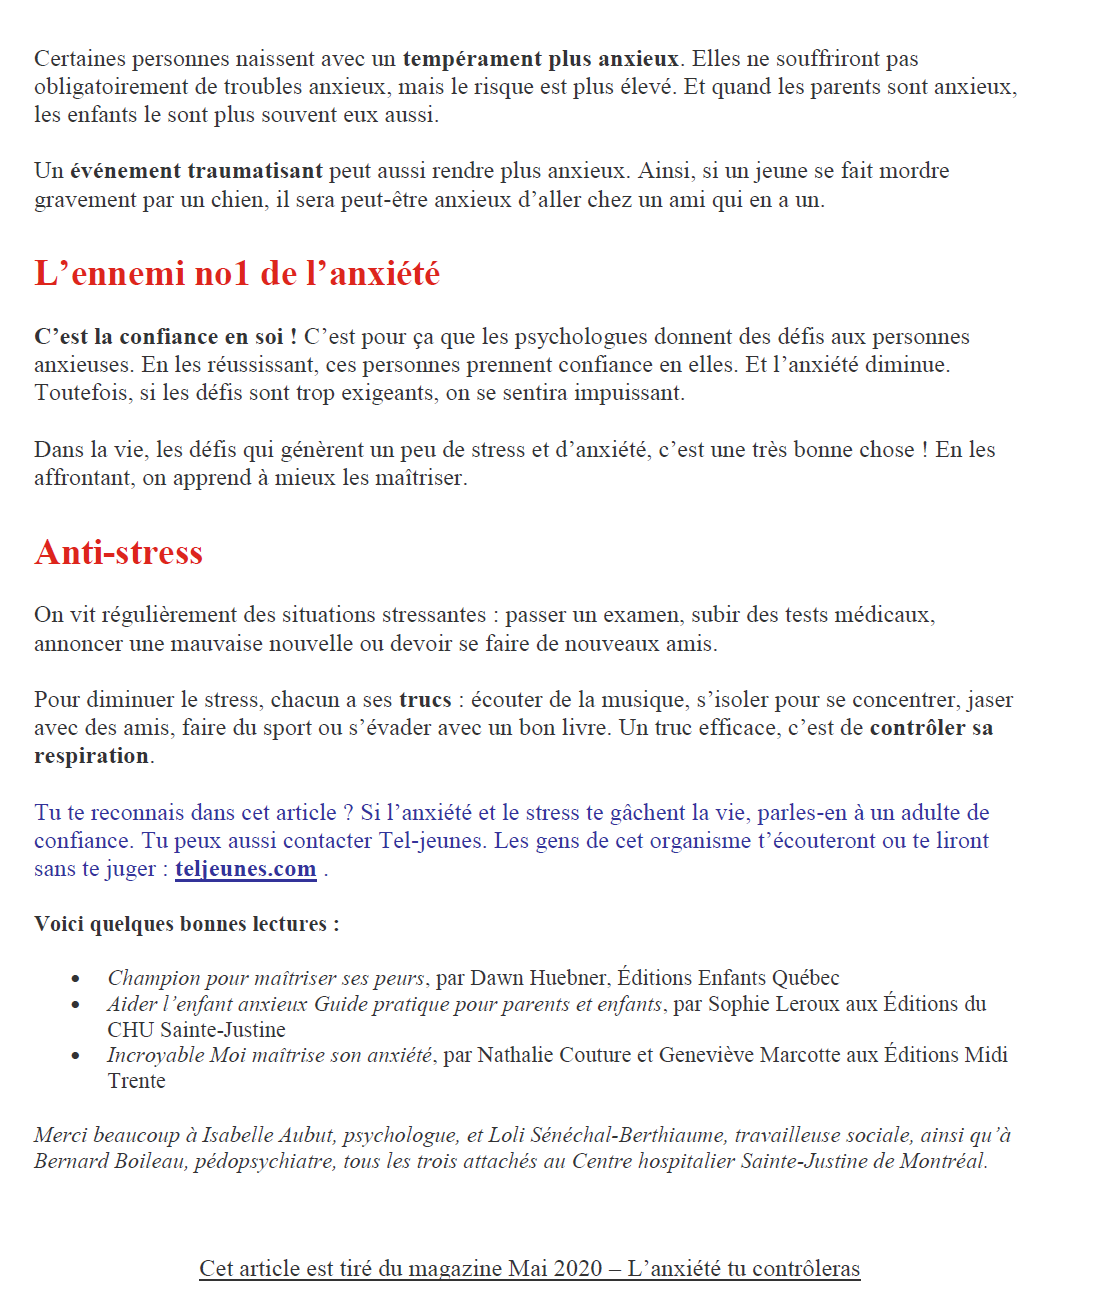 Certaines personnes naissent avec un tempérament plus anxieux. Elles ne souffriront pas
obligatoirement de troubles anxieux, mais le risque est plus élevé. Et quand les parents sont anxieux,
les enfants le sont plus souvent eux aussi.
Un événement traumatisant peut aussi rendre plus anxieux. Ainsi, si un jeune se fait mordre
gravement par un chien, il sera peut-être anxieux d’aller chez un ami qui en a un.
L’ennemi no1 de l’anxiété
C’est la confiance en soi ! C’est pour ça que les psychologues donnent des défis aux personnes
anxieuses. En les réussissant, ces personnes prennent confiance en elles. Et l’anxiété diminue.
Toutefois, si les défis sont trop exigeants, on se sentira impuissant.
Dans la vie, les défis qui génèrent un peu de stress et d’anxiété, c’est une très bonne chose ! En les
affrontant, on apprend à mieux les maîtriser.
Anti-stress
On vit régulièrement des situations stressantes : passer un examen, subir des tests médicaux,
annoncer une mauvaise nouvelle ou devoir se faire de nouveaux amis.
Pour diminuer le stress, chacun a ses trucs : écouter de la musique, s’isoler pour se concentrer, jaser
avec des amis, faire du sport ou s’évader avec un bon livre. Un truc efficace, c’est de contrôler sa
respiration.
Tu te reconnais dans cet article ? Si l’anxiété et le stress te gâchent la vie, parles-en à un adulte de
confiance. Tu peux aussi contacter Tel-jeunes. Les gens de cet organisme t’écouteront ou te liront
sans te juger : teljeunes.com .
Voici quelques bonnes lectures :
• Champion pour maîtriser ses peurs, par Dawn Huebner, Éditions Enfants Québec
• Aider l’enfant anxieux Guide pratique pour parents et enfants, par Sophie Leroux aux Éditions du
CHU Sainte-Justine
• Incroyable Moi maîtrise son anxiété, par Nathalie Couture et Geneviève Marcotte aux Éditions Midi
Trente
Merci beaucoup à Isabelle Aubut, psychologue, et Loli Sénéchal-Berthiaume, travailleuse sociale, ainsi qu’à
Bernard Boileau, pédopsychiatre, tous les trois attachés au Centre hospitalier Sainte-Justine de Montréal.
Cet article est tiré du magazine Mai 2020 – L’anxiété tu contrôleras